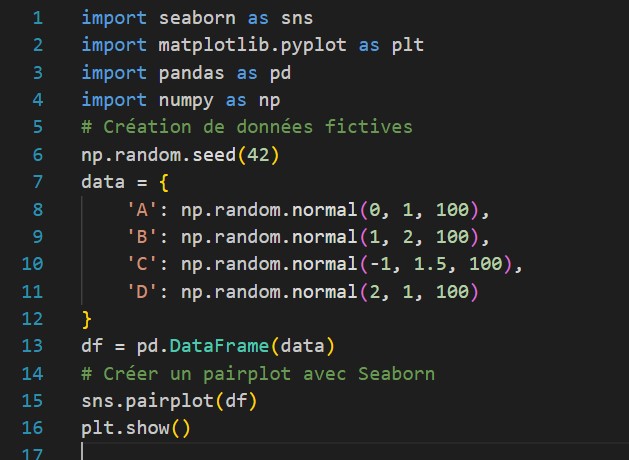 1 import seaborn as sns
2 import matplotlib.pyplot as plt
3 import pandas as pd
4 import numpy as np
5 # Création de données fictives
6 np.random.seed(42)
7 data = {
8     'A': np.random.normal(0, 1, 100),
9     'B': np.random.normal(1, 2, 100),
10     'C': np.random.normal(-1, 1.5, 100),
11     'D': np.random.normal(2, 1, 100)
12 }
13 df = pd.DataFrame(data)
14 # Créer un pairplot avec Seaborn
15 sns.pairplot(df)
16 plt.show()
17